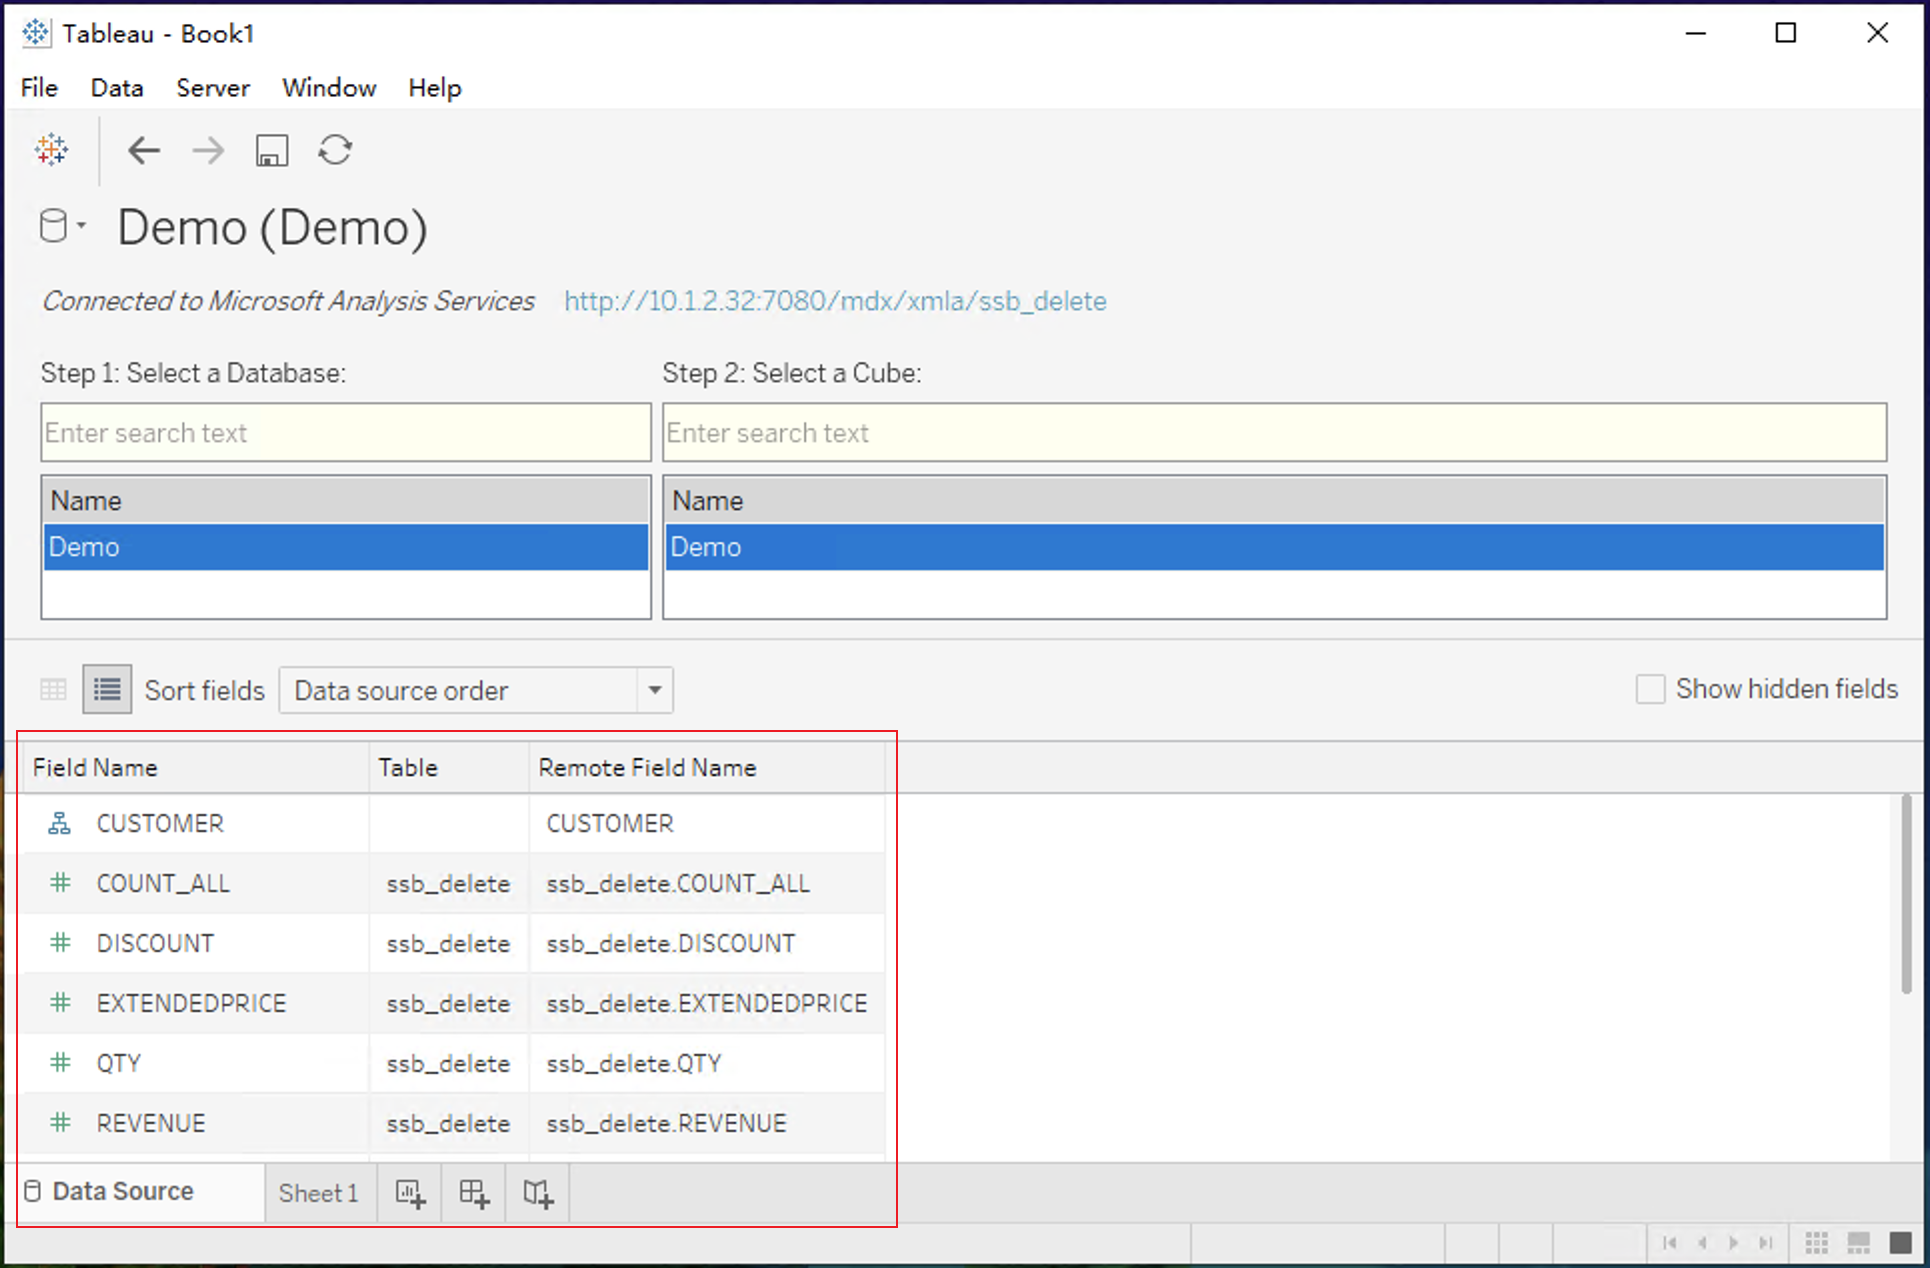 Tableau - Book1
File Data Server Window Help
Demo (Demo)
Connected to Microsoft Analysis Services http://10.1.2.32:7080/mdx/xmla/ssb_delete
Step 1: Select a Database: Step 2: Select a Cube:
Enter search text Enter search text
Name Name
Demo Demo
Sort fields Data source order Show hidden fields
Field Name Table Remote Field Name
CUSTOMER CUSTOMER
# COUNT_ALL ssb_delete ssb_delete.COUNT_ALL
# DISCOUNT ssb_delete ssb_delete.DISCOUNT
# EXTENDEDPRICE ssb_delete ssb_delete.EXTENDEDPRICE
# QTY ssb_delete ssb_delete.QTY
# REVENUE ssb_delete ssb_delete.REVENUE
Data Source Sheet 1